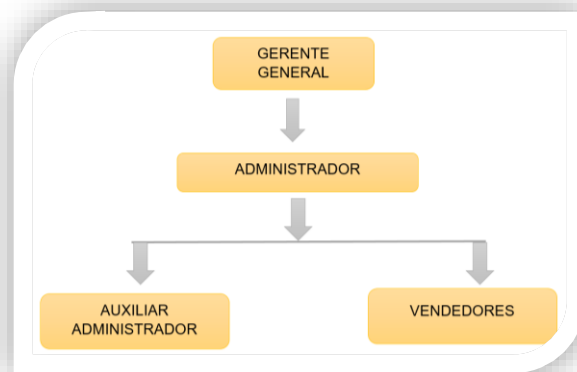 GERENTE
GENERAL
ADMINISTRADOR
AUXILIAR
ADMINISTRADOR
VENDEDORES